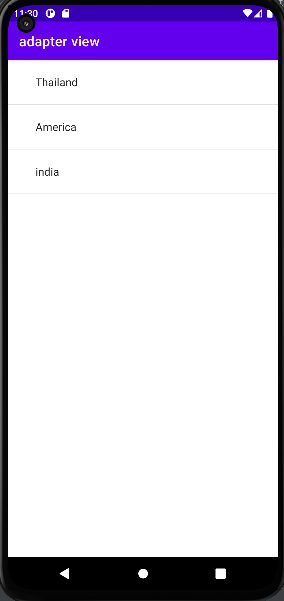 11:30
adapter view
Thailand
America
india